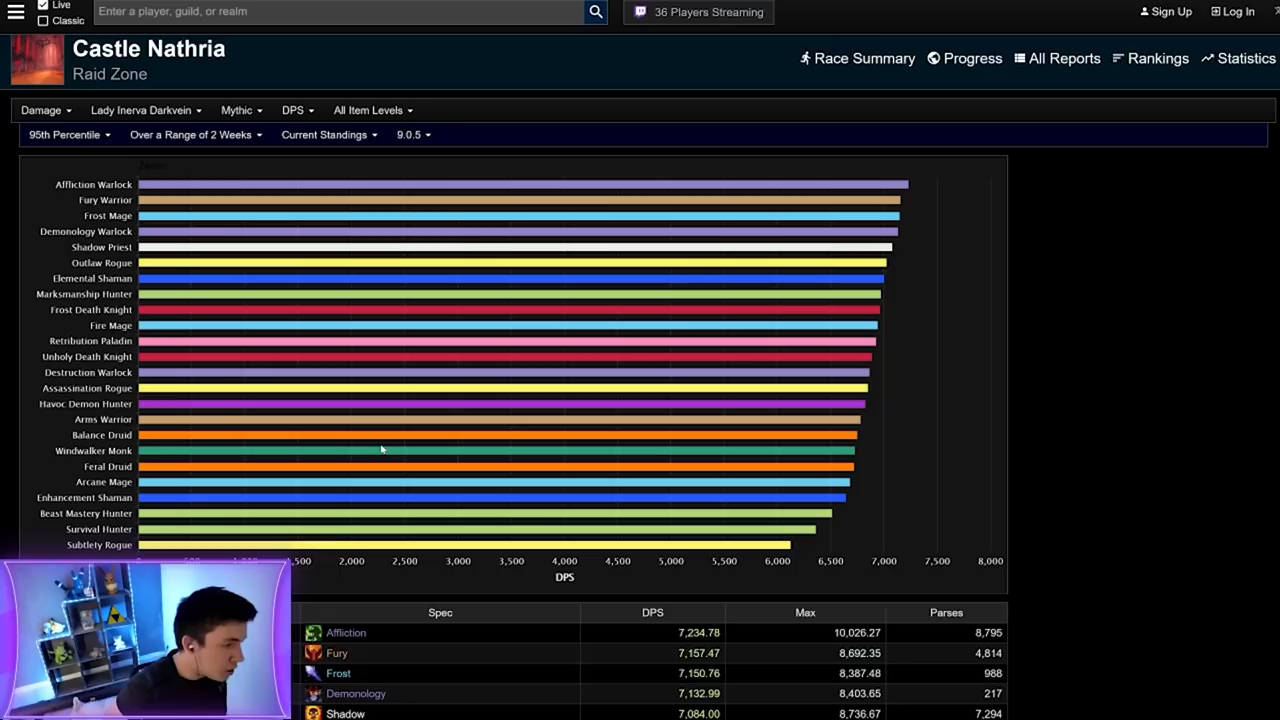 Live
Classic
Enter a player, guild, or realm
36 Players Streaming
Sign Up
Log In
Castle Nathria
Raid Zone
Race Summary
Progress
All Reports
Rankings
Statistics
Damage
Lady Inerva Darkvein
Mythic
DPS
All Item Levels
95th Percentile
Over a Range of 2 Weeks
Current Standings
9.0.5
Affliction Warlock
Fury Warrior
Frost Mage
Demonology Warlock
Shadow Priest
Outlaw Rogue
Elemental Shaman
Marksmanship Hunter
Frost Death Knight
Fire Mage
Retribution Paladin
Unholy Death Knight
Destruction Warlock
Assassination Rogue
Havoc Demon Hunter
Arms Warrior
Balance Druid
Windwalker Monk
Feral Druid
Arcane Mage
Enhancement Shaman
Beast Mastery Hunter
Survival Hunter
Subtlety Rogue
2,000 2,500 3,000 3,500 4,000 4,500 5,000 5,500 6,000 6,500 7,000 7,500 8,000
DPS
Spec DPS Max Parses
Affliction 7,234.78 10,026.27 8,795
Fury 7,157.47 8,692.35 4,814
Frost 7,150.76 8,387.48 988
Demonology 7,132.99 8,403.65 217
Shadow 7,084.00 8,736.67 7,294